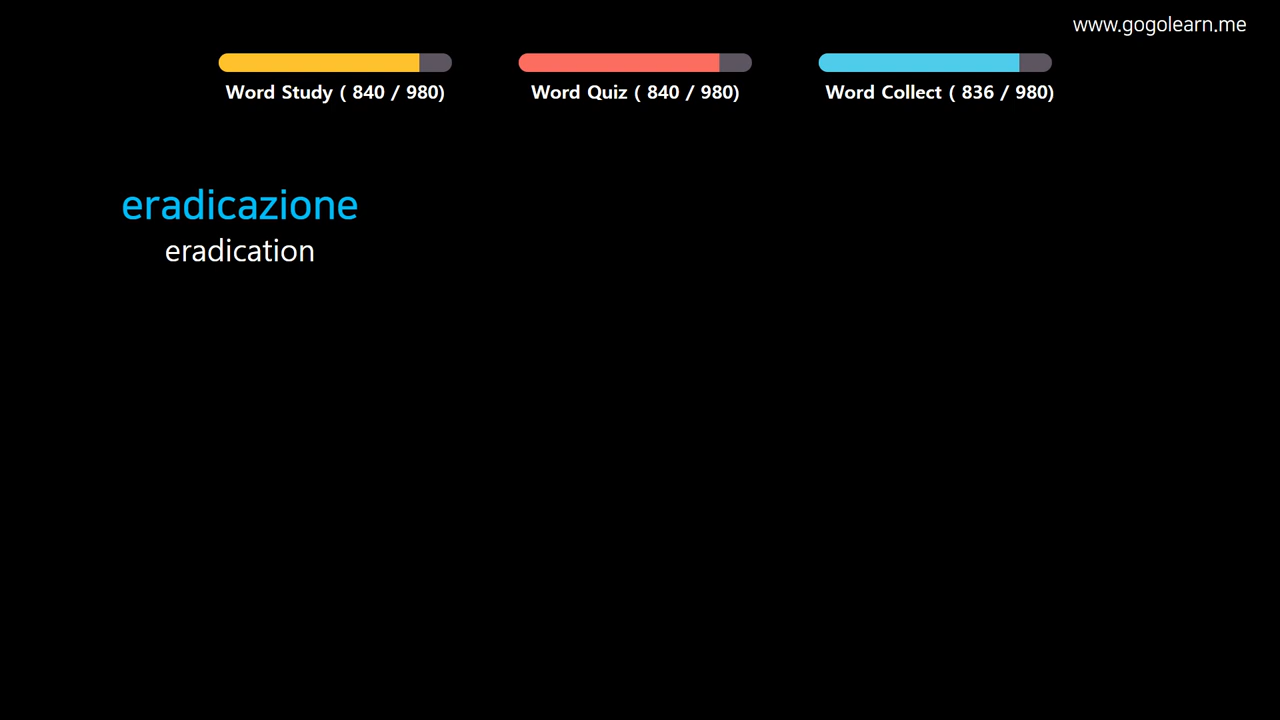 www.gogolearn.me
Word Study ( 840 / 980)
Word Quiz ( 840 / 980)
Word Collect ( 836 / 980)
eradicazione
eradication